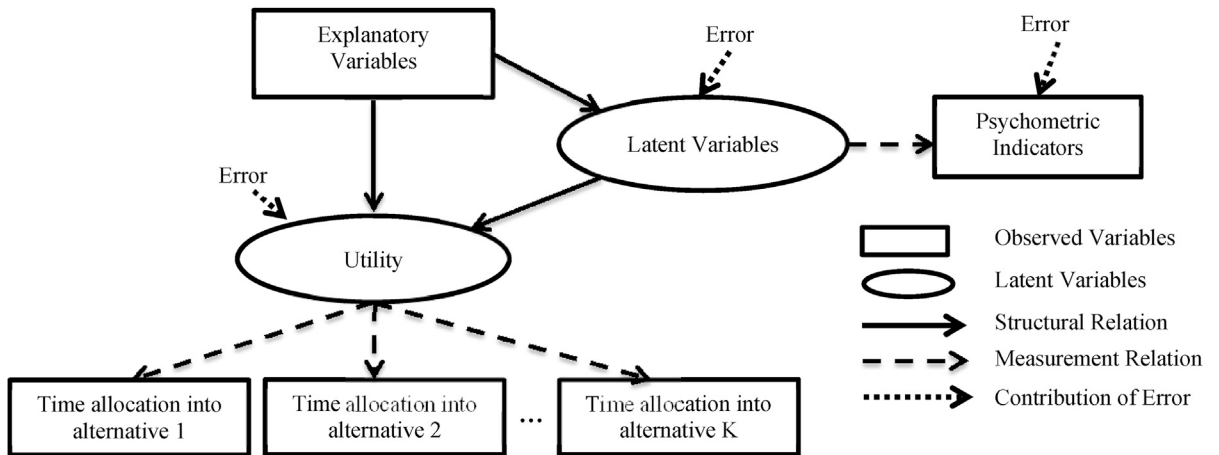 Explanatory
Variables
Error
Error
Latent Variables
Psychometric
Indicators
Error
Utility
Observed Variables
Latent Variables
Structural Relation
Measurement Relation
Contribution of Error
Time allocation into
alternative 1
Time allocation into
alternative 2
...
Time allocation into
alternative K